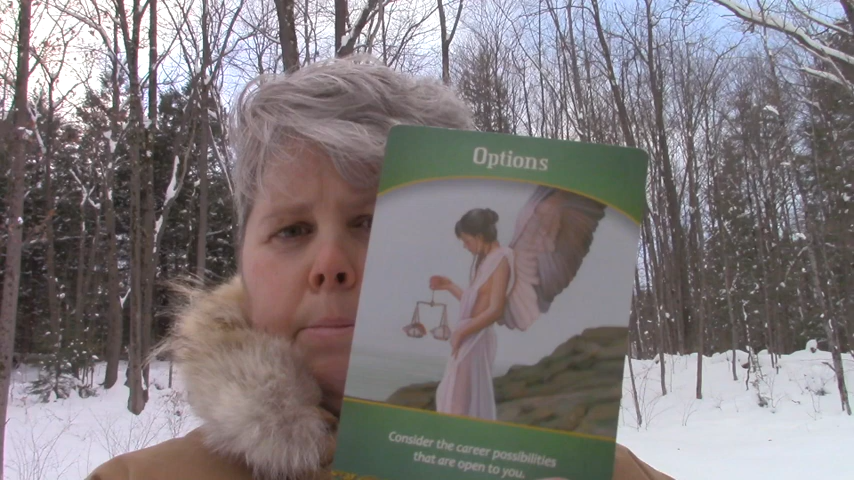 Options
Consider the career possibilities
that are open to you.